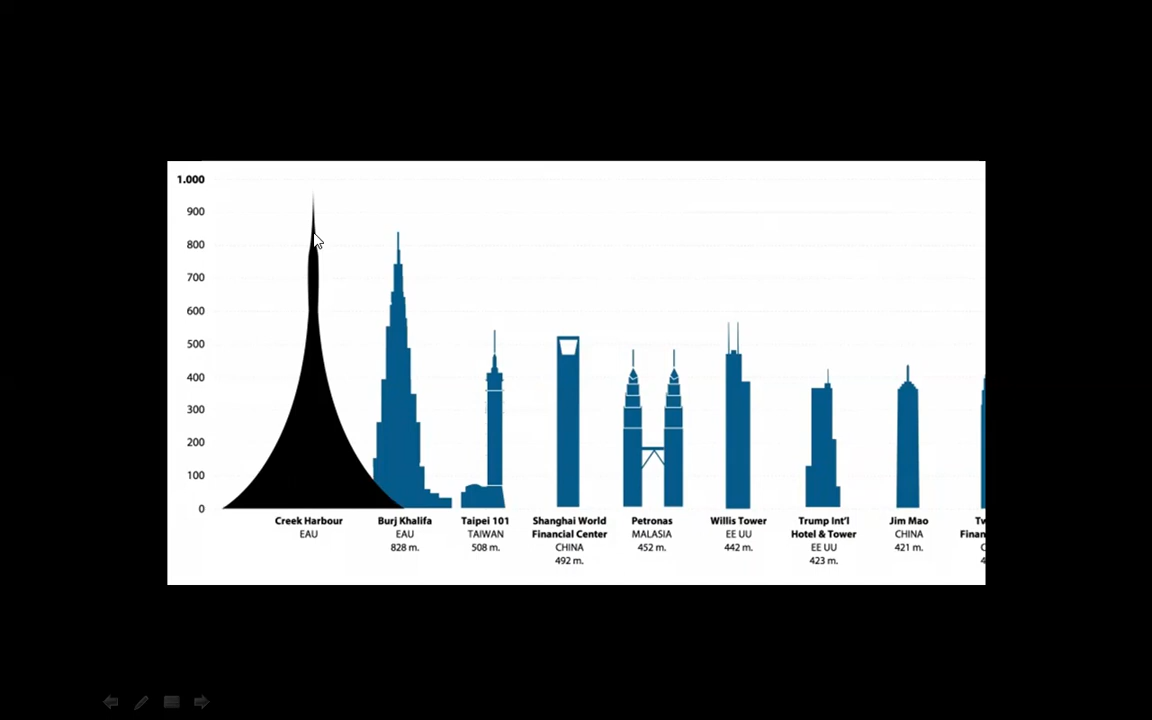 1.000
900
800
700
600
500
400
300
200
100
0
Creek Harbour
EAU
Burj Khalifa
EAU
828 m.
Taipei 101
TAIWAN
508 m.
Shanghai World
Financial Center
CHINA
492 m.
Petronas
MALASIA
452 m.
Willis Tower
EE UU
442 m.
Trump Int'l
Hotel & Tower
EE UU
423 m.
Jim Mao
CHINA
421 m.